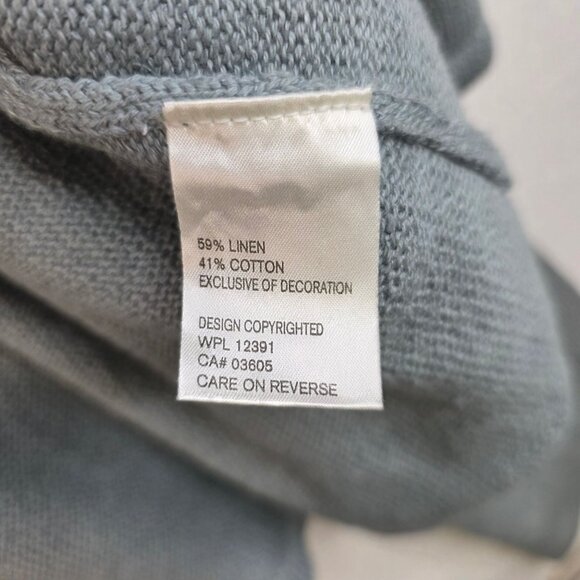 59% LINEN
41% COTTON
EXCLUSIVE OF DECORATION
DESIGN COPYRIGHTED
WPL 12391
CA# 03605
CARE ON REVERSE